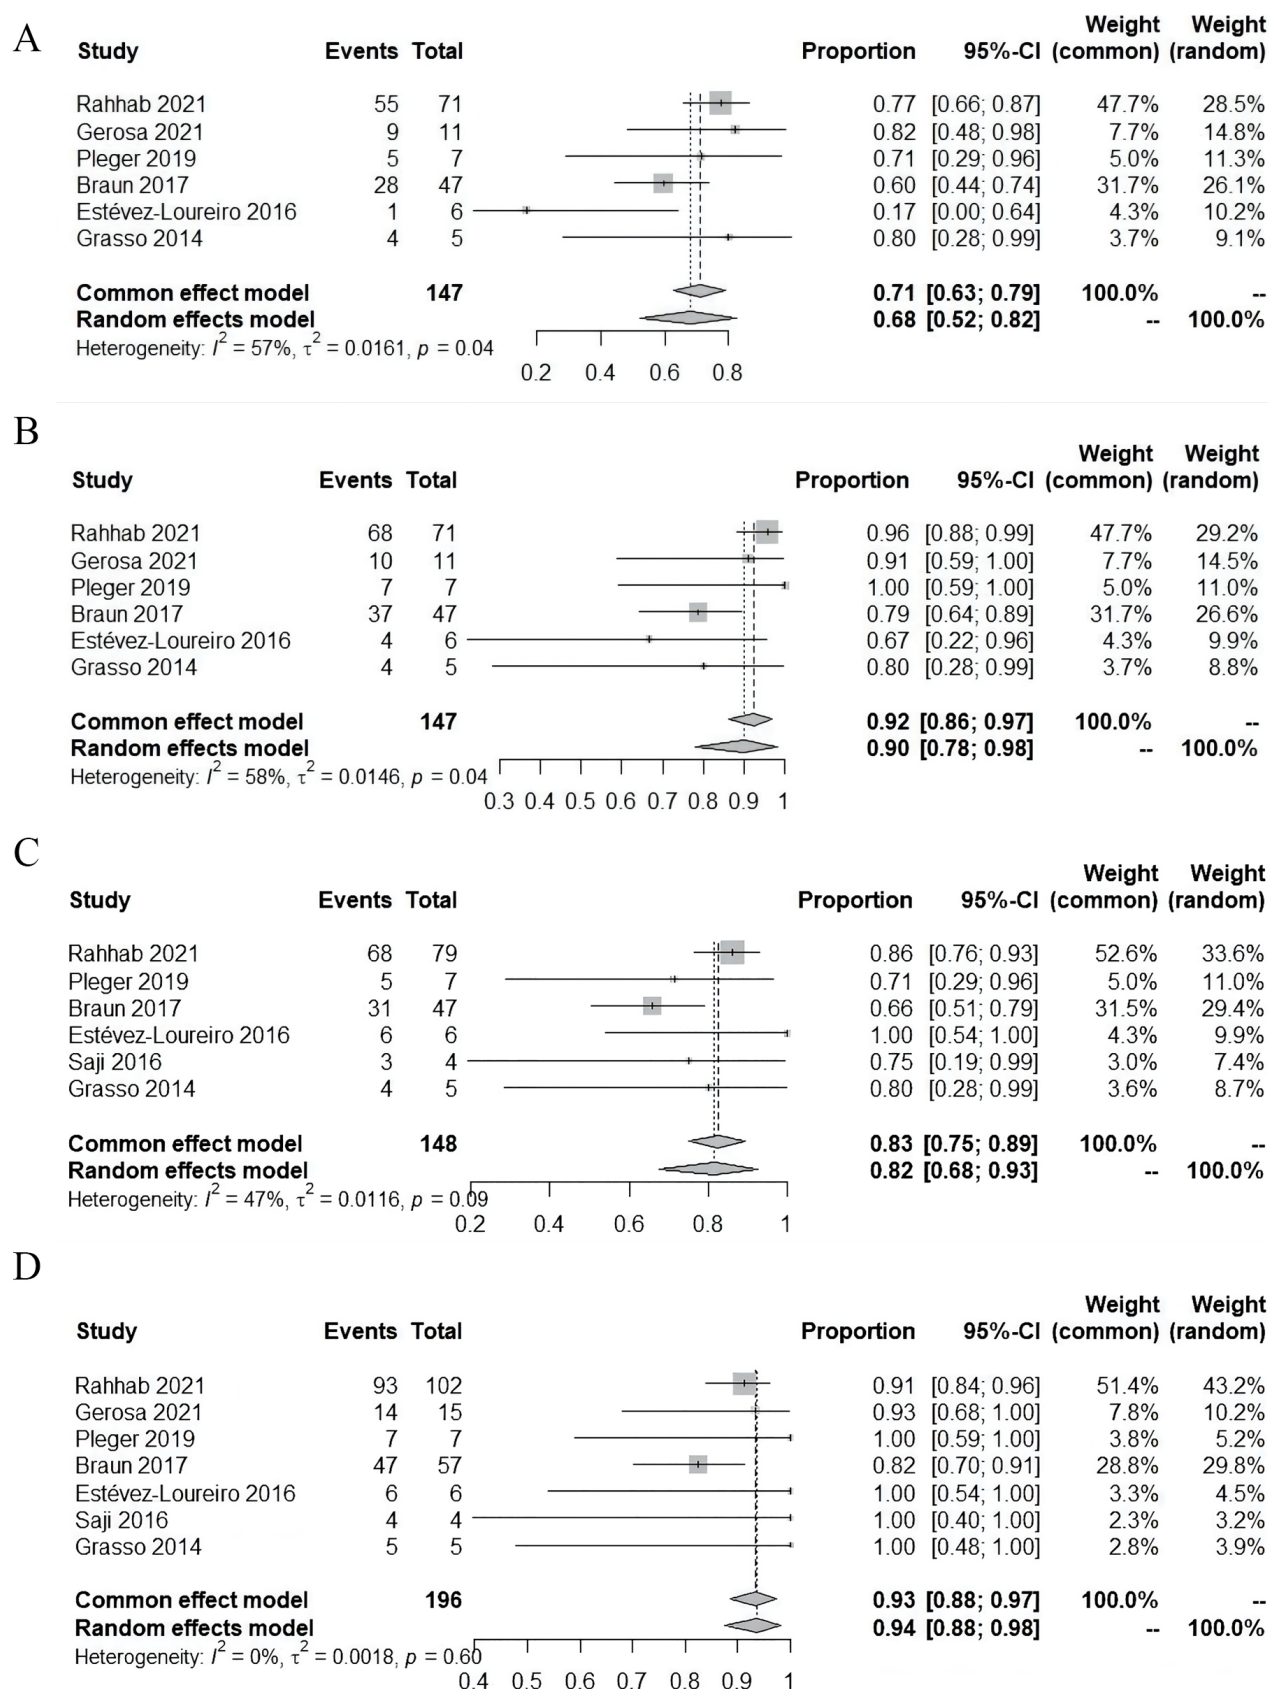 A
Weight Weight
Study Events Total Proportion 95%-CI (common) (random)
Rahhab 2021 55 71 0.77 [0.66; 0.87] 47.7% 28.5%
Gerosa 2021 9 11 0.82 [0.48; 0.98] 7.7% 14.8%
Pleger 2019 5 7 0.71 [0.29; 0.96] 5.0% 11.3%
Braun 2017 28 47 0.60 [0.44; 0.74] 31.7% 26.1%
Estévez-Loureiro 2016 1 6 0.17 [0.00; 0.64] 4.3% 10.2%
Grasso 2014 4 5 0.80 [0.28; 0.99] 3.7% 9.1%
Common effect model 147 0.71 [0.63; 0.79] 100.0% --
Random effects model 0.68 [0.52; 0.82] -- 100.0%
Heterogeneity: I² = 57%, τ² = 0.0161, p = 0.04
0.2 0.4 0.6 0.8
B
Weight Weight
Study Events Total Proportion 95%-CI (common) (random)
Rahhab 2021 68 71 0.96 [0.88; 0.99] 47.7% 29.2%
Gerosa 2021 10 11 0.91 [0.59; 1.00] 7.7% 14.5%
Pleger 2019 7 7 1.00 [0.59; 1.00] 5.0% 11.0%
Braun 2017 37 47 0.79 [0.64; 0.89] 31.7% 26.6%
Estévez-Loureiro 2016 4 6 0.67 [0.22; 0.96] 4.3% 9.9%
Grasso 2014 4 5 0.80 [0.28; 0.99] 3.7% 8.8%
Common effect model 147 0.92 [0.86; 0.97] 100.0% --
Random effects model 0.90 [0.78; 0.98] -- 100.0%
Heterogeneity: I² = 58%, τ² = 0.0146, p = 0.04
0.3 0.4 0.5 0.6 0.7 0.8 0.9 1
C
Weight Weight
Study Events Total Proportion 95%-CI (common) (random)
Rahhab 2021 68 79 0.86 [0.76; 0.93] 52.6% 33.6%
Pleger 2019 5 7 0.71 [0.29; 0.96] 5.0% 11.0%
Braun 2017 31 47 0.66 [0.51; 0.79] 31.5% 29.4%
Estévez-Loureiro 2016 6 6 1.00 [0.54; 1.00] 4.3% 9.9%
Saji 2016 3 4 0.75 [0.19; 0.99] 3.0% 7.4%
Grasso 2014 4 5 0.80 [0.28; 0.99] 3.6% 8.7%
Common effect model 148 0.83 [0.75; 0.89] 100.0% --
Random effects model 0.82 [0.68; 0.93] -- 100.0%
Heterogeneity: I² = 47%, τ² = 0.0116, p = 0.09
0.2 0.4 0.6 0.8 1
D
Weight Weight
Study Events Total Proportion 95%-CI (common) (random)
Rahhab 2021 93 102 0.91 [0.84; 0.96] 51.4% 43.2%
Gerosa 2021 14 15 0.93 [0.68; 1.00] 7.8% 10.2%
Pleger 2019 7 7 1.00 [0.59; 1.00] 3.8% 5.2%
Braun 2017 47 57 0.82 [0.70; 0.91] 28.8% 29.8%
Estévez-Loureiro 2016 6 6 1.00 [0.54; 1.00] 3.3% 4.5%
Saji 2016 4 4 1.00 [0.40; 1.00] 2.3% 3.2%
Grasso 2014 5 5 1.00 [0.48; 1.00] 2.8% 3.9%
Common effect model 196 0.93 [0.88; 0.97] 100.0% --
Random effects model 0.94 [0.88; 0.98] -- 100.0%
Heterogeneity: I² = 0%, τ² = 0.0018, p = 0.60
0.4 0.5 0.6 0.7 0.8 0.9 1